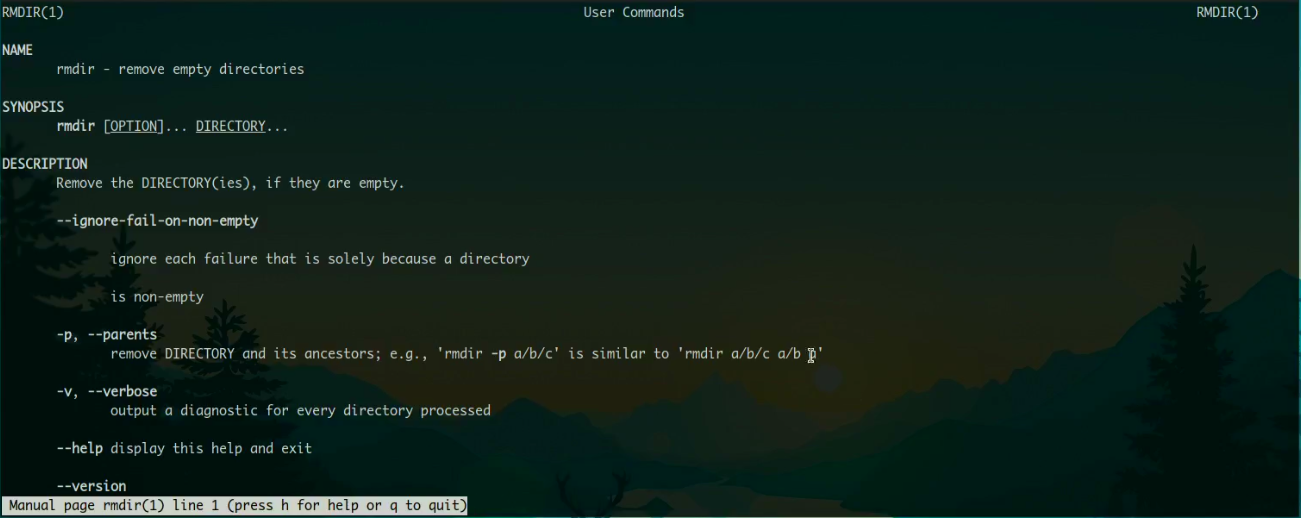 RMDIR(1) User Commands RMDIR(1)
NAME
rmdir - remove empty directories
SYNOPSIS
rmdir [OPTION]... DIRECTORY...
DESCRIPTION
Remove the DIRECTORY(ies), if they are empty.
--ignore-fail-on-non-empty
ignore each failure that is solely because a directory
is non-empty
-p, --parents
remove DIRECTORY and its ancestors; e.g., 'rmdir -p a/b/c' is similar to 'rmdir a/b/c a/b a'
-v, --verbose
output a diagnostic for every directory processed
--help display this help and exit
--version
Manual page rmdir(1) line 1 (press h for help or q to quit)